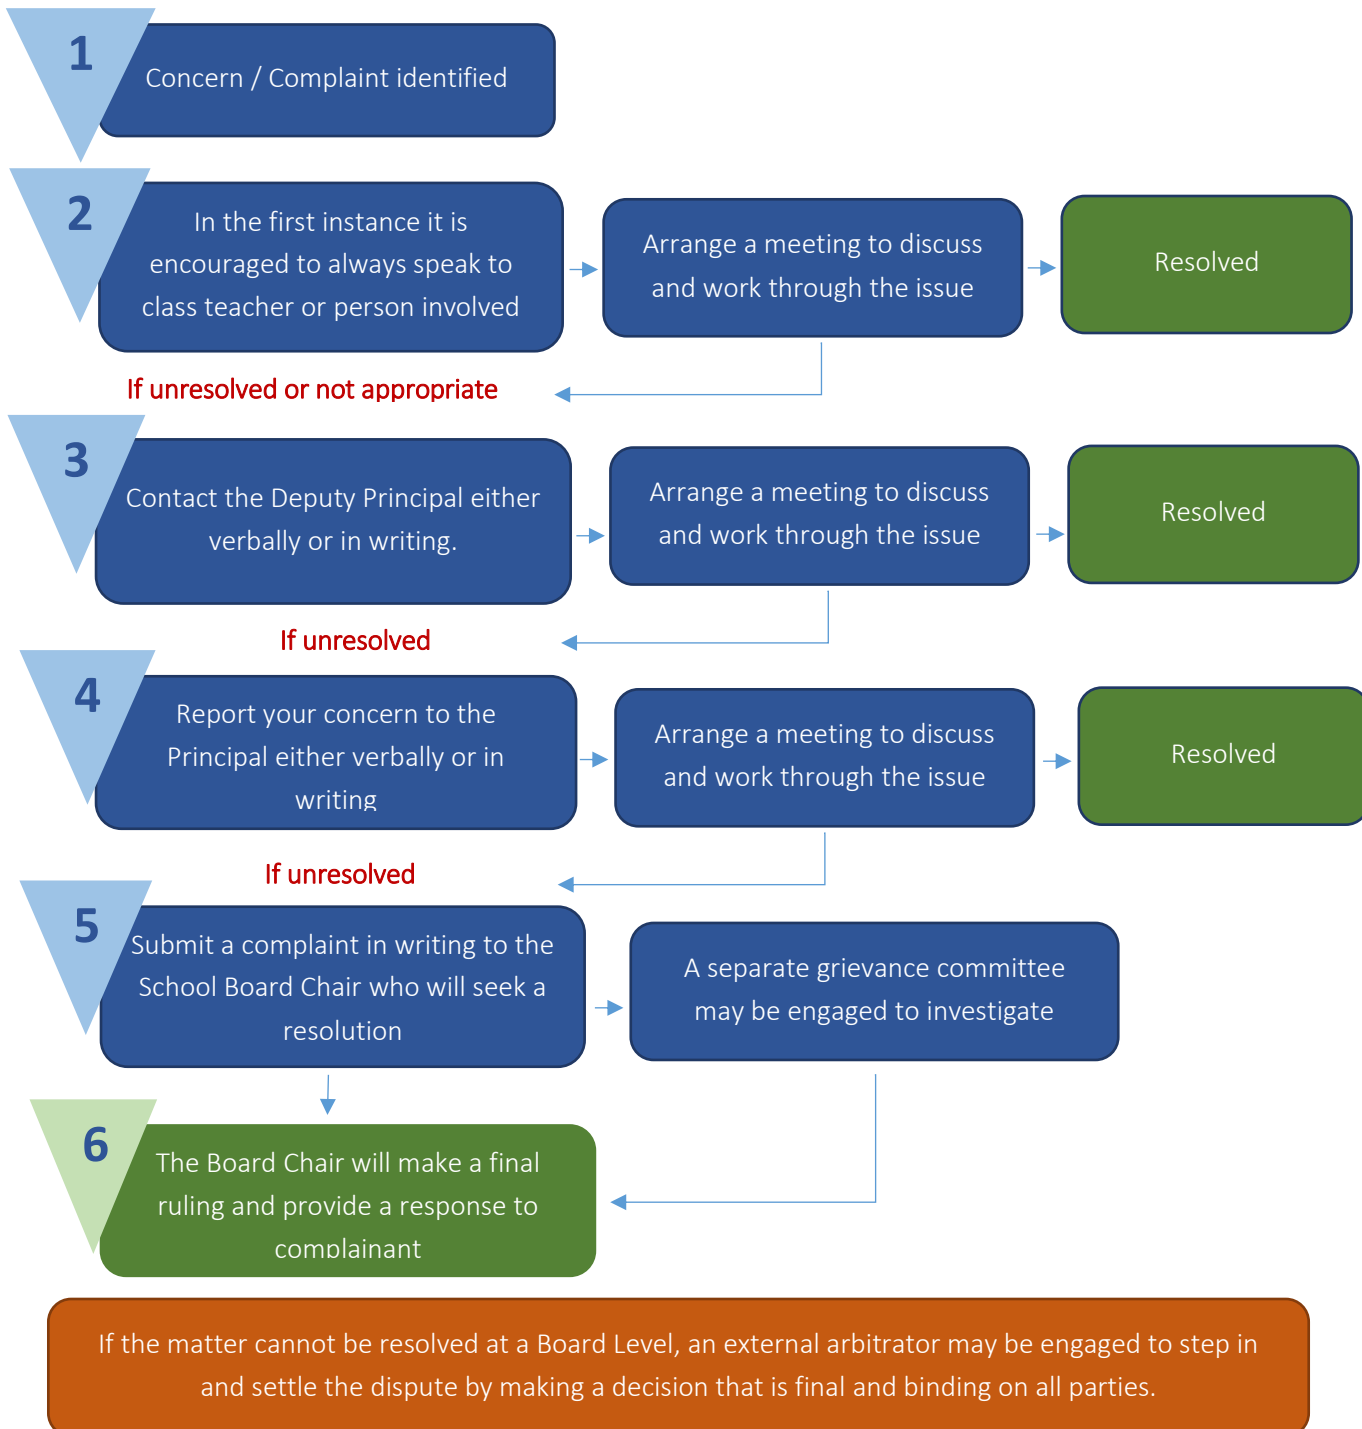 1
Concern / Complaint identified
2
In the first instance it is
encouraged to always speak to
class teacher or person involved
Arrange a meeting to discuss
and work through the issue
Resolved
If unresolved or not appropriate
3
Contact the Deputy Principal either
verbally or in writing.
Arrange a meeting to discuss
and work through the issue
Resolved
If unresolved
4
Report your concern to the
Principal either verbally or in
writing
Arrange a meeting to discuss
and work through the issue
Resolved
If unresolved
5
Submit a complaint in writing to the
School Board Chair who will seek a
resolution
A separate grievance committee
may be engaged to investigate
6
The Board Chair will make a final
ruling and provide a response to
complainant
If the matter cannot be resolved at a Board Level, an external arbitrator may be engaged to step in
and settle the dispute by making a decision that is final and binding on all parties.